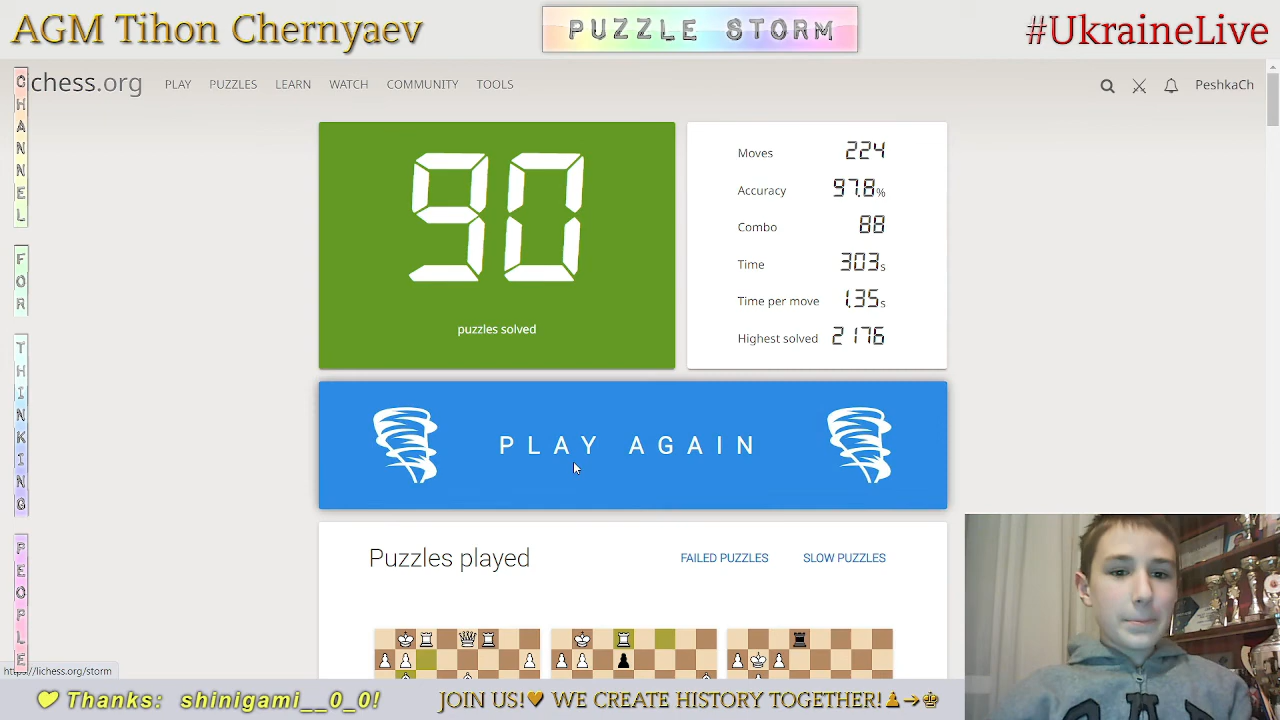 AGM Tihon Chernyaev
PUZZLE STORM
#UkraineLive
chess.org
PLAY PUZZLES LEARN WATCH COMMUNITY TOOLS
PeshkaCh
CHANNEL FOR THINKING PEOPLE
90
puzzles solved
Moves 224
Accuracy 97.8%
Combo 88
Time 303s
Time per move 1.35s
Highest solved 2176
PLAY AGAIN
Puzzles played
FAILED PUZZLES SLOW PUZZLES
https://lichess.org/storm
Thanks: shinigami__0_0!
JOIN US! WE CREATE HISTORY TOGETHER!